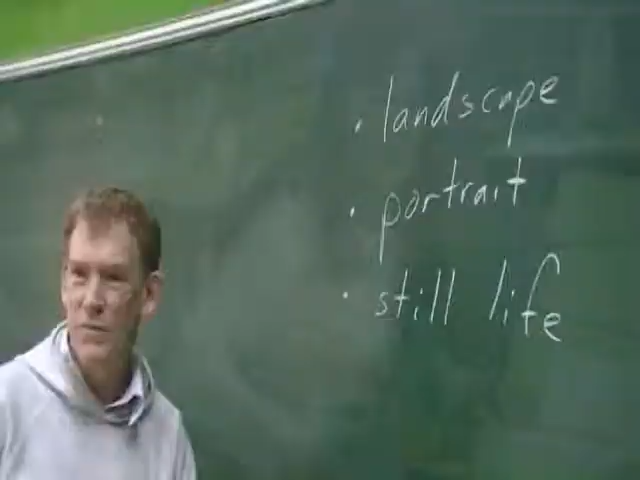 · landscape
· portrait
· still life